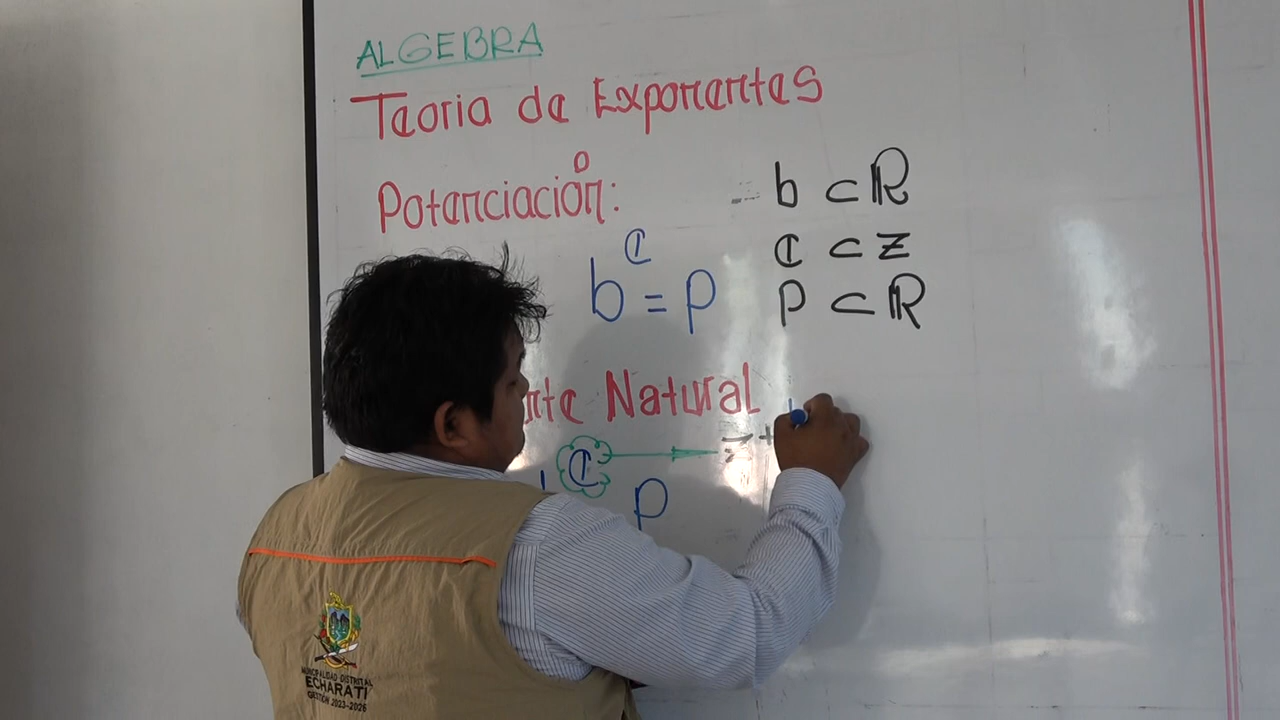 ALGEBRA
Teoria de Exponentes
Potenciación:
b^e = p
b ⊂ ℝ
e ⊂ Z
p ⊂ ℝ
Natural
e
p
MUNICIPALIDAD DISTRITAL
ECHARATI
GESTIÓN 2023-2026